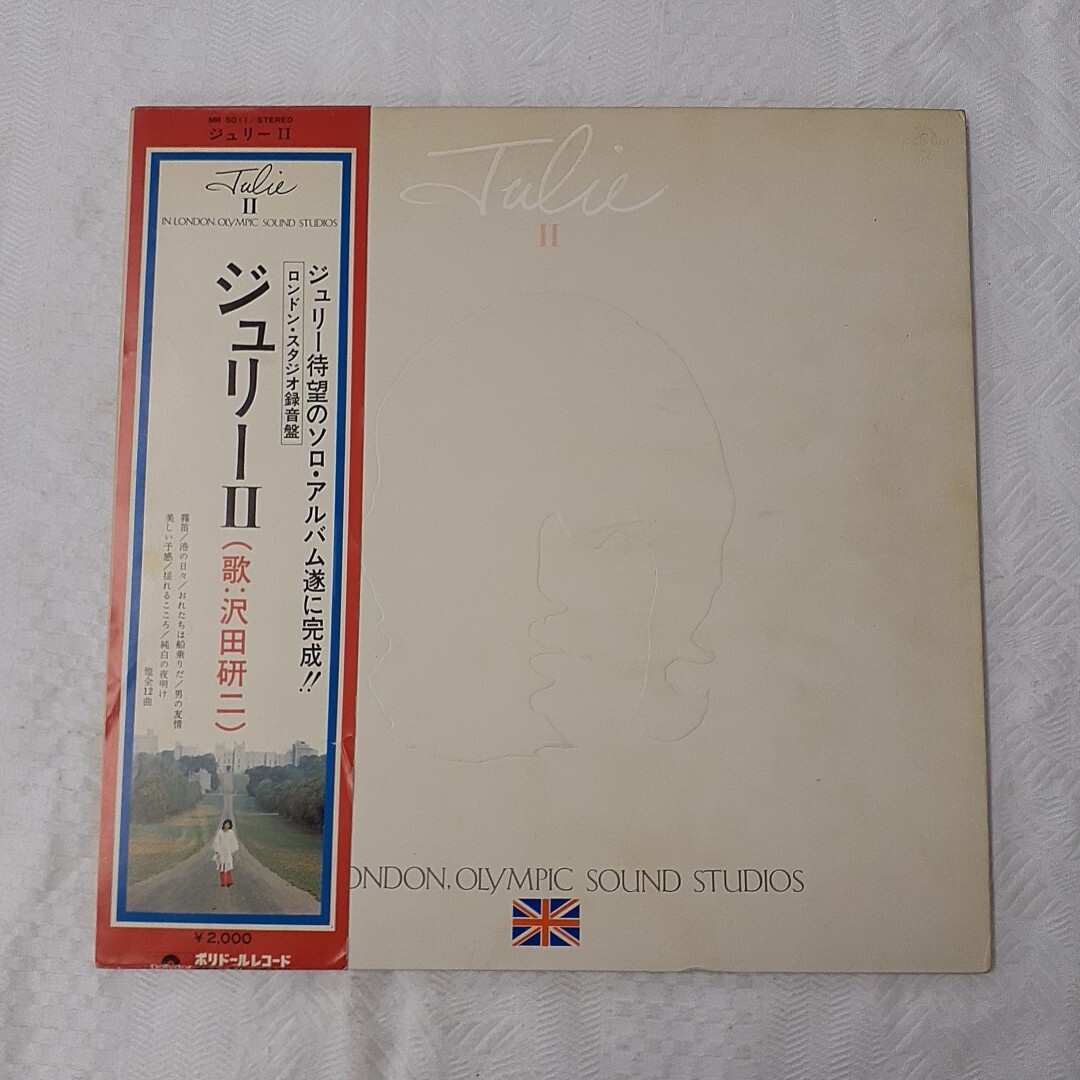 MR 5011/STEREO
ジュリー II
Julie
II
IN LONDON, OLYMPIC SOUND STUDIOS
ジュリー待望のソロ・アルバム遂に完成!!
ロンドン・スタジオ録音盤
ジュリーII
(歌:沢田研二)
霧笛/港の日々/おれたちは船乗りだ/男の友情
美しい予感/揺れるこころ/純白の夜明け
他全12曲
¥2,000
ポリドールレコード
Julie
II
ONDON, OLYMPIC SOUND STUDIOS